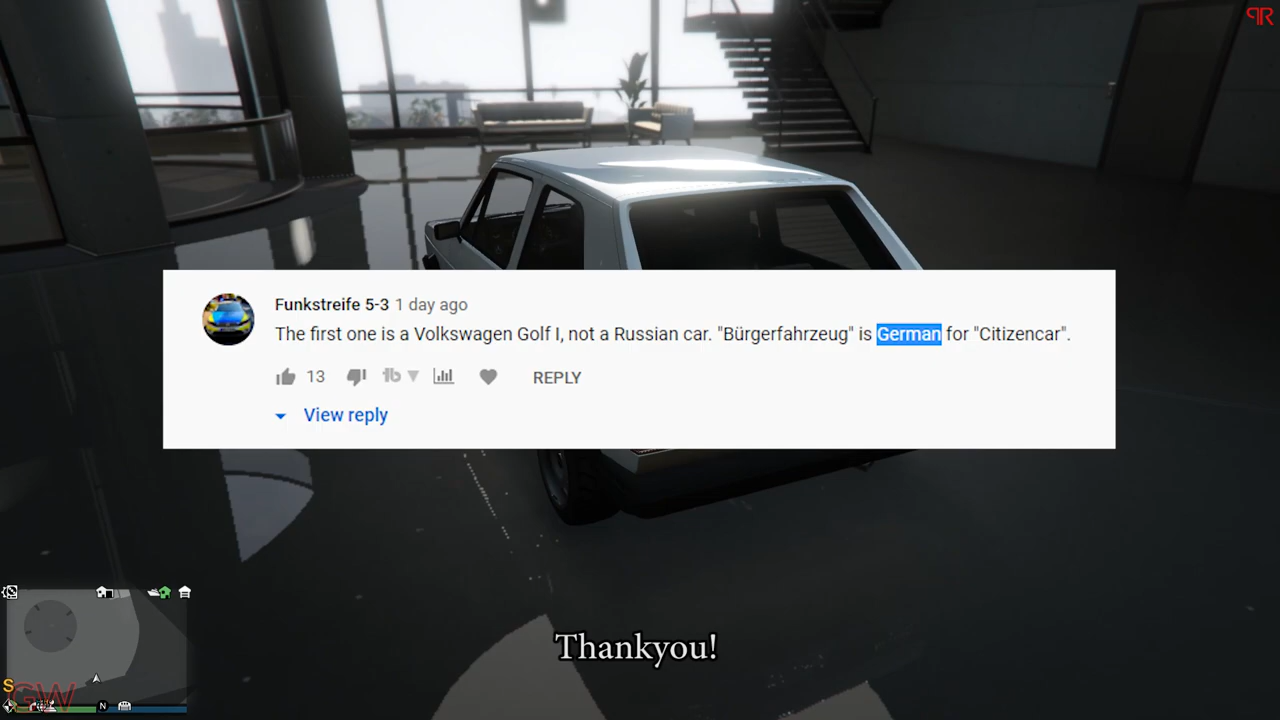 Funkstreife 5-3 1 day ago
The first one is a Volkswagen Golf I, not a Russian car. "Bürgerfahrzeug" is German for "Citizencar".
13
REPLY
View reply
Thankyou!
S
GW
N